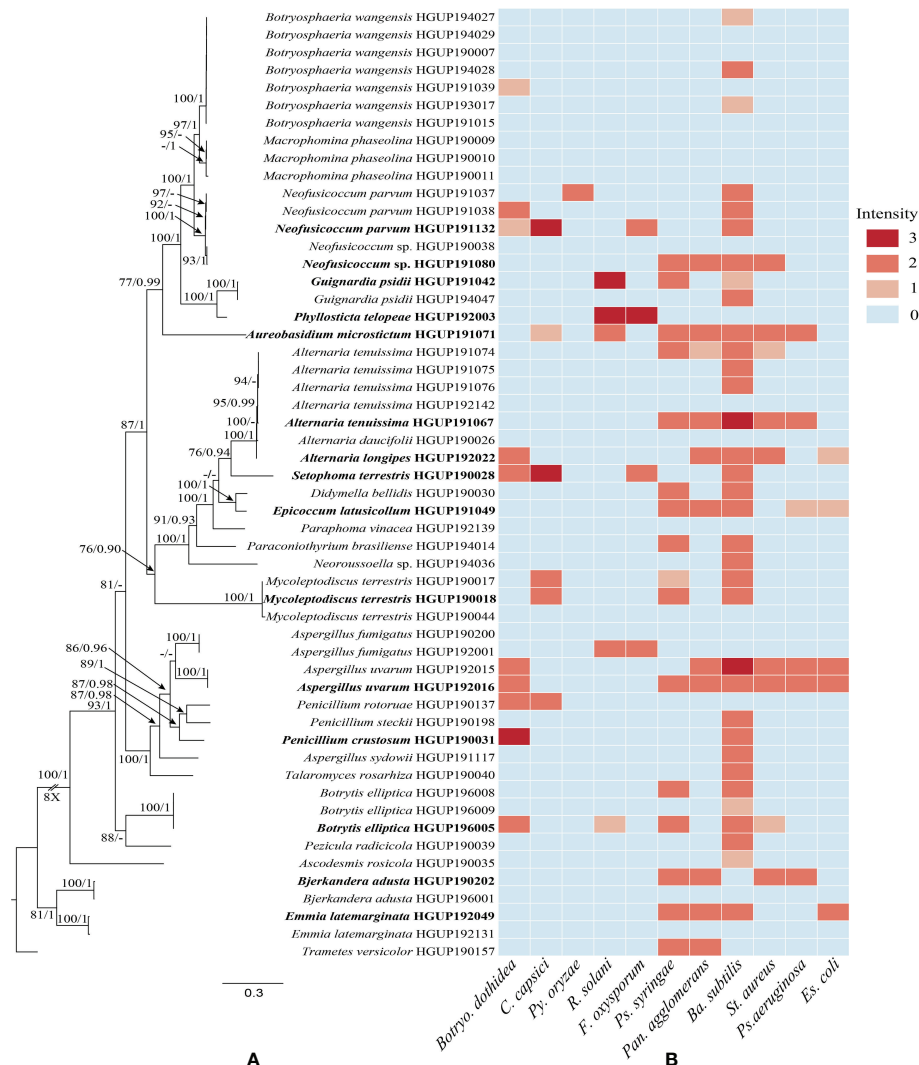 Botryosphaeria wangensis HGUP194027
Botryosphaeria wangensis HGUP194029
Botryosphaeria wangensis HGUP190007
Botryosphaeria wangensis HGUP194028
Botryosphaeria wangensis HGUP191039
Botryosphaeria wangensis HGUP193017
Botryosphaeria wangensis HGUP191015
Macrophomina phaseolina HGUP190009
Macrophomina phaseolina HGUP190010
Macrophomina phaseolina HGUP190011
Neofusicoccum parvum HGUP191037
Neofusicoccum parvum HGUP191038
Neofusicoccum parvum HGUP191132
Neofusicoccum sp. HGUP190038
Neofusicoccum sp. HGUP191080
Guignardia psidii HGUP191042
Guignardia psidii HGUP194047
Phyllosticta telopeae HGUP192003
Aureobasidium microstictum HGUP191071
Alternaria tenuissima HGUP191074
Alternaria tenuissima HGUP191075
Alternaria tenuissima HGUP191076
Alternaria tenuissima HGUP192142
Alternaria tenuissima HGUP191067
Alternaria daucifolii HGUP190026
Alternaria longipes HGUP192022
Setophoma terrestris HGUP190028
Didymella bellidis HGUP190030
Epicoccum latusicollum HGUP191049
Paraphoma vinacea HGUP192139
Paraconiothyrium brasiliense HGUP194014
Neoroussoella sp. HGUP194036
Mycoleptodiscus terrestris HGUP190017
Mycoleptodiscus terrestris HGUP190018
Mycoleptodiscus terrestris HGUP190044
Aspergillus fumigatus HGUP190200
Aspergillus fumigatus HGUP192001
Aspergillus uvarum HGUP192015
Aspergillus uvarum HGUP192016
Penicillium rotoruae HGUP190137
Penicillium steckii HGUP190198
Penicillium crustosum HGUP190031
Aspergillus sydowii HGUP191117
Talaromyces rosarhiza HGUP190040
Botrytis elliptica HGUP196008
Botrytis elliptica HGUP196009
Botrytis elliptica HGUP196005
Pezicula radicicola HGUP190039
Ascodesmis rosicola HGUP190035
Bjerkandera adusta HGUP190202
Bjerkandera adusta HGUP196001
Emmia latemarginata HGUP192049
Emmia latemarginata HGUP192131
Trametes versicolor HGUP190157
100/1
97/1
95/-
-/1
100/1
97/-
92/-
100/1
100/1
93/1
77/0.99
100/1
94/-
95/0.99
100/-
87/1
100/1
76/0.94
-/-
100/1
100/1
91/0.93
76/0.90
100/1
81/-
100/1
86/0.96
100/1
-/-
89/1
87/0.98
100/1
87/0.98
93/1
100/1
100/1
8X
100/1
88/-
100/1
81/1
100/1
0.3
Botryo. dothidea
C. capsici
Py. oryzae
R. solani
F. oxysporum
Ps. syringae
Pan. agglomerans
Ba. subtilis
St. aureus
Ps.aeruginosa
Es. coli
Intensity
3
2
1
0
A
B